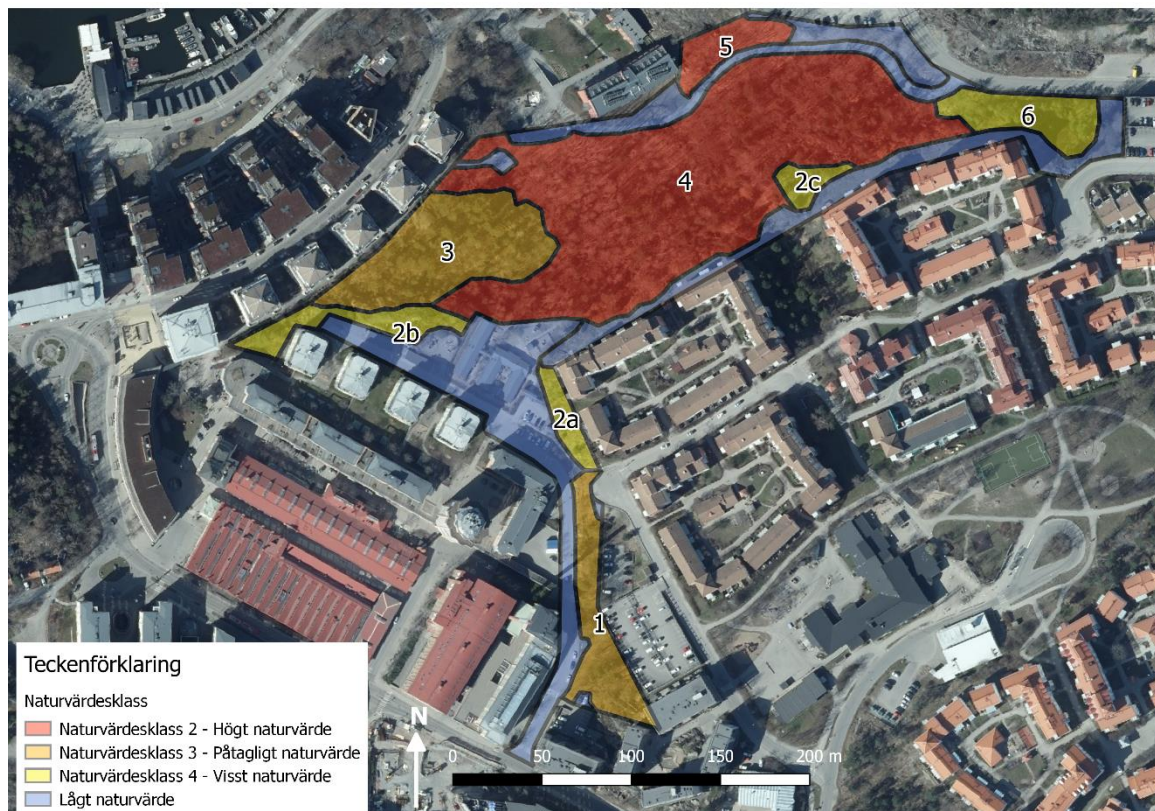 5
6
4
2c
3
2b
2a
1
Teckenförklaring
Naturvärdesklass
Naturvärdesklass 2 - Högt naturvärde
Naturvärdesklass 3 - Påtagligt naturvärde
Naturvärdesklass 4 - Visst naturvärde
Lågt naturvärde
N
0 50 100 150 200 m